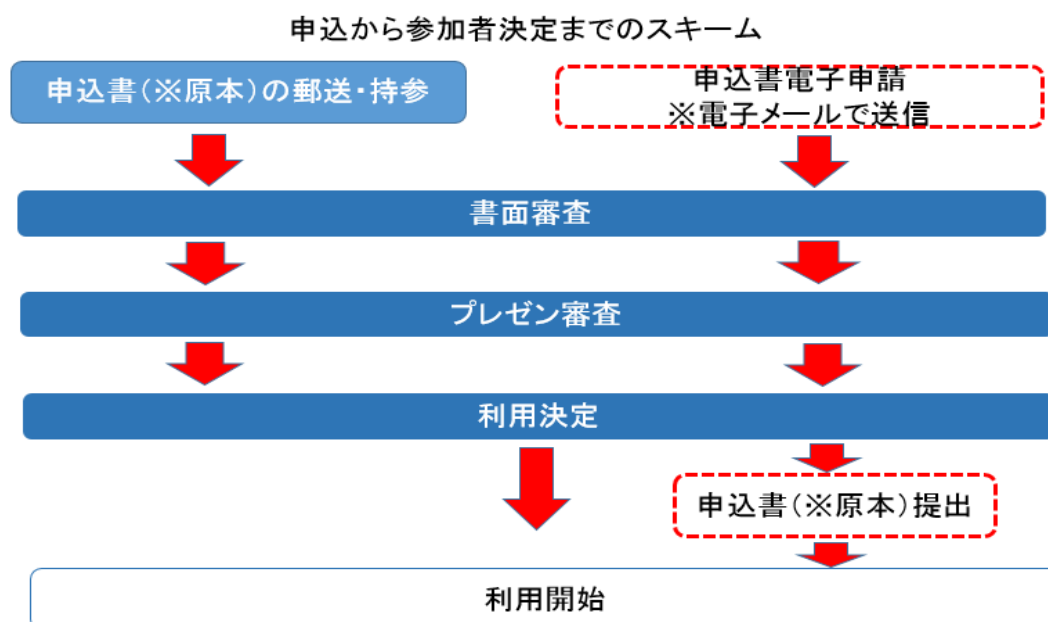 申込から参加者決定までのスキーム
申込書(※原本)の郵送・持参
申込書電子申請
※電子メールで送信
書面審査
プレゼン審査
利用決定
申込書(※原本)提出
利用開始